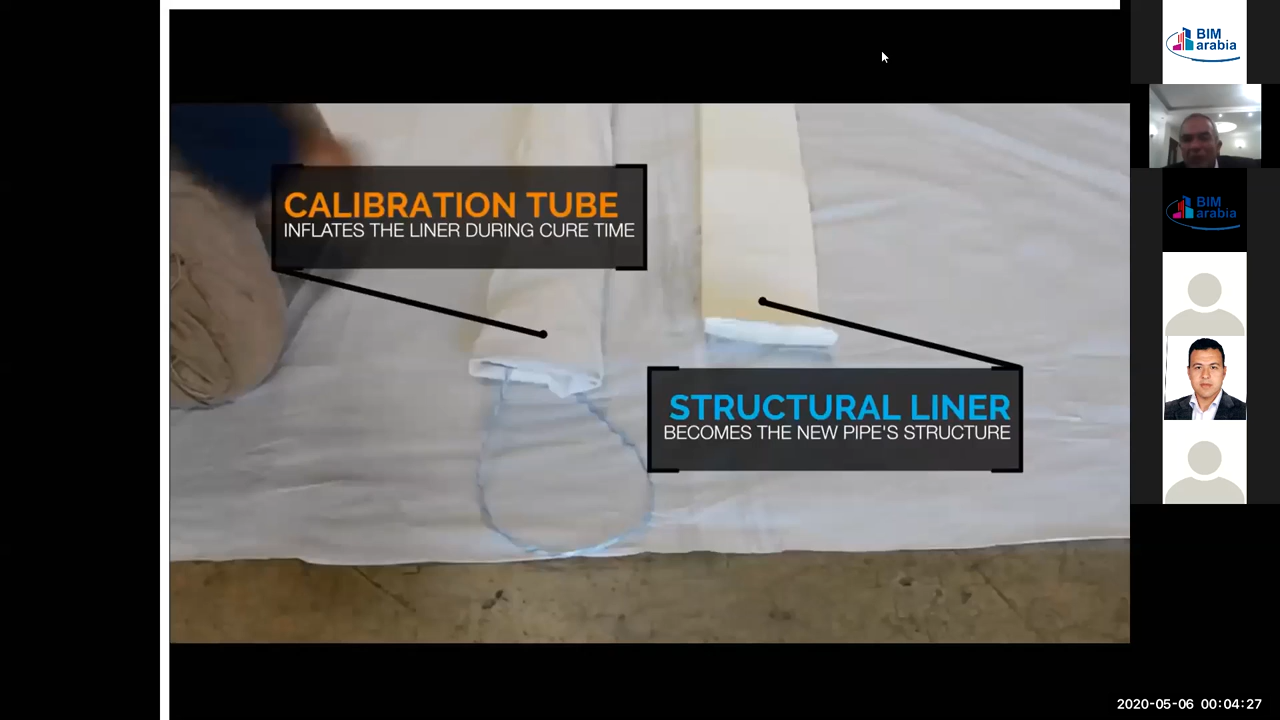 CALIBRATION TUBE
INFLATES THE LINER DURING CURE TIME
STRUCTURAL LINER
BECOMES THE NEW PIPE'S STRUCTURE
BIM
arabia
BIM
arabia
2020-05-06 00:04:27